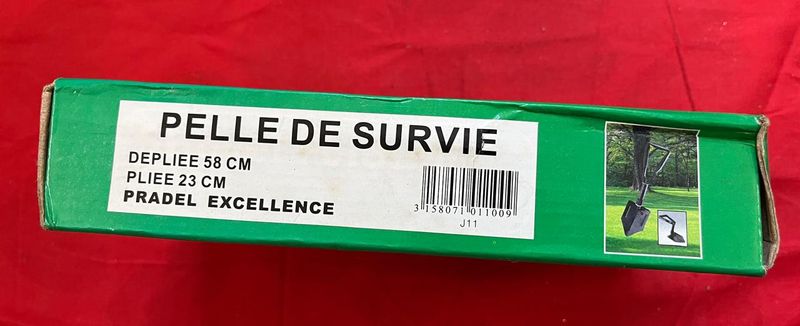 PELLE DE SURVIE
DEPLIEE 58 CM
PLIEE 23 CM
PRADEL EXCELLENCE
3 158071 011009
J11